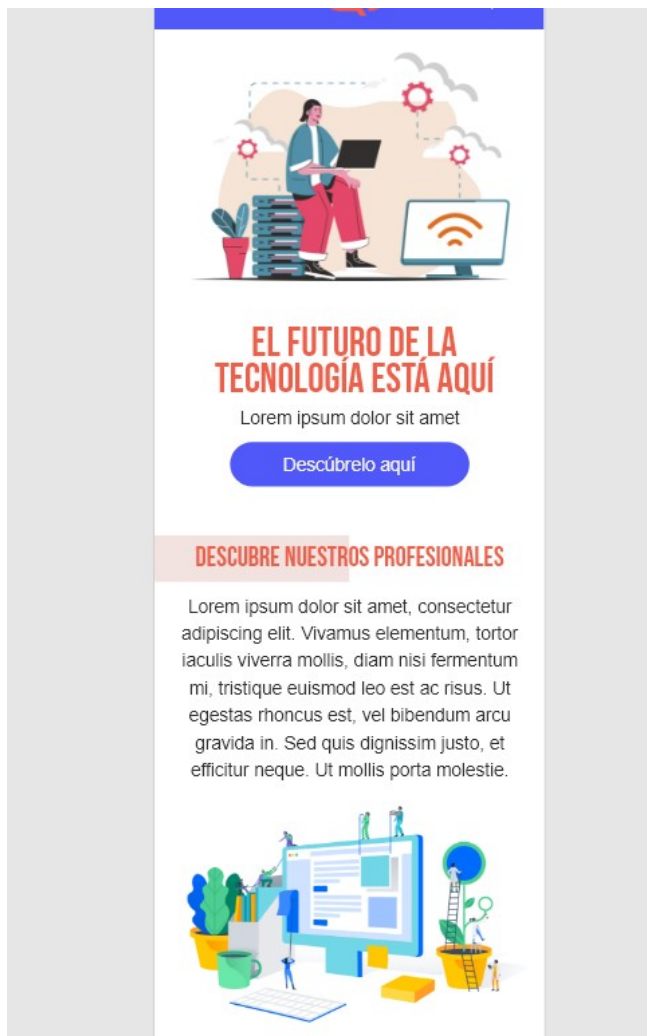 EL FUTURO DE LA
TECNOLOGÍA ESTÁ AQUÍ
Lorem ipsum dolor sit amet
Descúbrelo aquí
DESCUBRE NUESTROS PROFESIONALES
Lorem ipsum dolor sit amet, consectetur
adipiscing elit. Vivamus elementum, tortor
iaculis viverra mollis, diam nisi fermentum
mi, tristique euismod leo est ac risus. Ut
egestas rhoncus est, vel bibendum arcu
gravida in. Sed quis dignissim justo, et
efficitur neque. Ut mollis porta molestie.